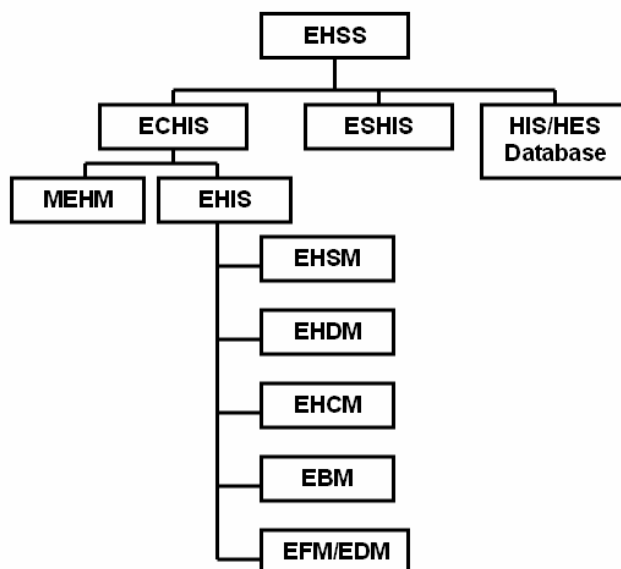 EHSS
ECHIS
ESHIS
HIS/HES
Database
MEHM
EHIS
EHSM
EHDM
EHCM
EBM
EFM/EDM